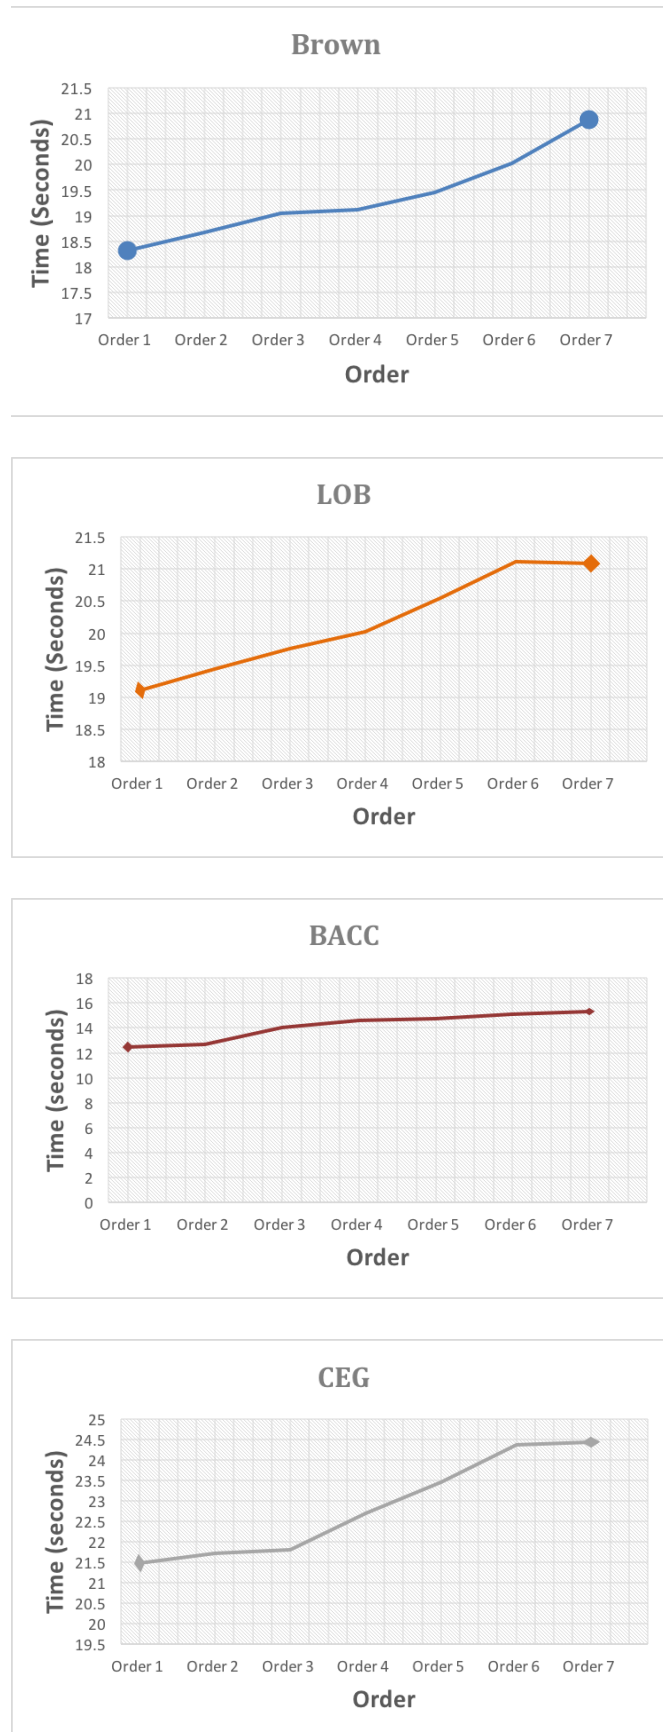 Brown
21.5
21
20.5
20
19.5
19
18.5
18
17.5
17
Time (Seconds)
Order 1 Order 2 Order 3 Order 4 Order 5 Order 6 Order 7
Order
LOB
21.5
21
20.5
20
19.5
19
18.5
18
Time (Seconds)
Order 1 Order 2 Order 3 Order 4 Order 5 Order 6 Order 7
Order
BACC
18
16
14
12
10
8
6
4
2
0
Time (seconds)
Order 1 Order 2 Order 3 Order 4 Order 5 Order 6 Order 7
Order
CEG
25
24.5
24
23.5
23
22.5
22
21.5
21
20.5
20
19.5
Time (seconds)
Order 1 Order 2 Order 3 Order 4 Order 5 Order 6 Order 7
Order